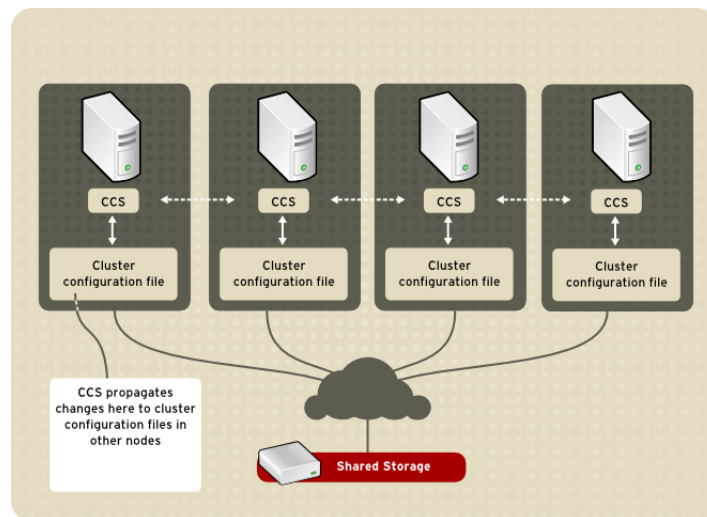 CCS
CCS
CCS
CCS
Cluster
configuration file
Cluster
configuration file
Cluster
configuration file
Cluster
configuration file
CCS propagates
changes here to cluster
configuration files in
other nodes
Shared Storage